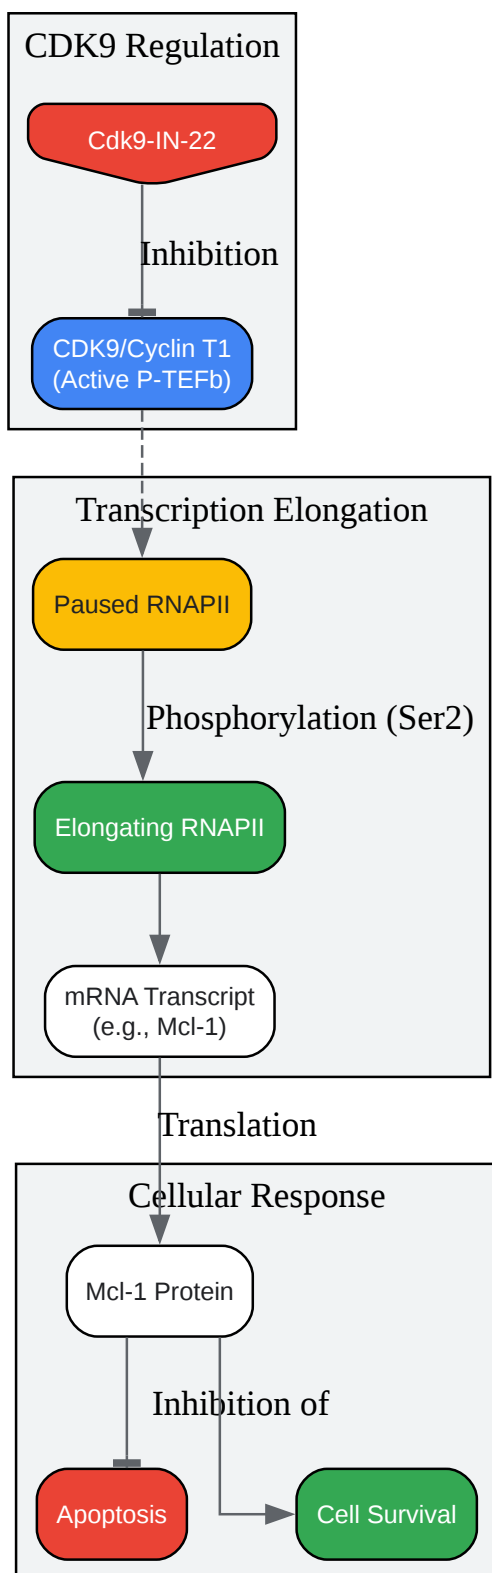 CDK9 Regulation
Cdk9-IN-22
Inhibition
CDK9/Cyclin T1
(Active P-TEFb)
Transcription Elongation
Paused RNAPII
Phosphorylation (Ser2)
Elongating RNAPII
mRNA Transcript
(e.g., Mcl-1)
Translation
Cellular Response
Mcl-1 Protein
Inhibition of
Apoptosis
Cell Survival